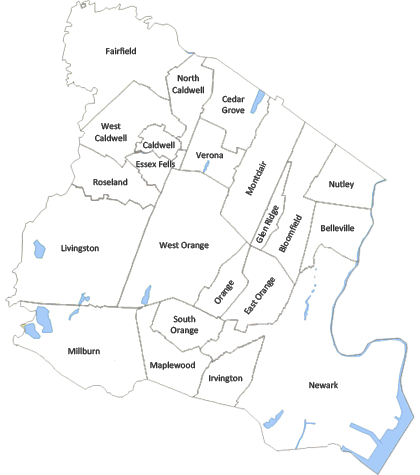 Fairfield
North
Caldwell
Cedar
Grove
West
Caldwell
Caldwell
Essex Fells
Verona
Roseland
Montclair
Nutley
Glen Ridge
Bloomfield
Belleville
Livingston
West Orange
Orange
East Orange
South
Orange
Millburn
Maplewood
Irvington
Newark